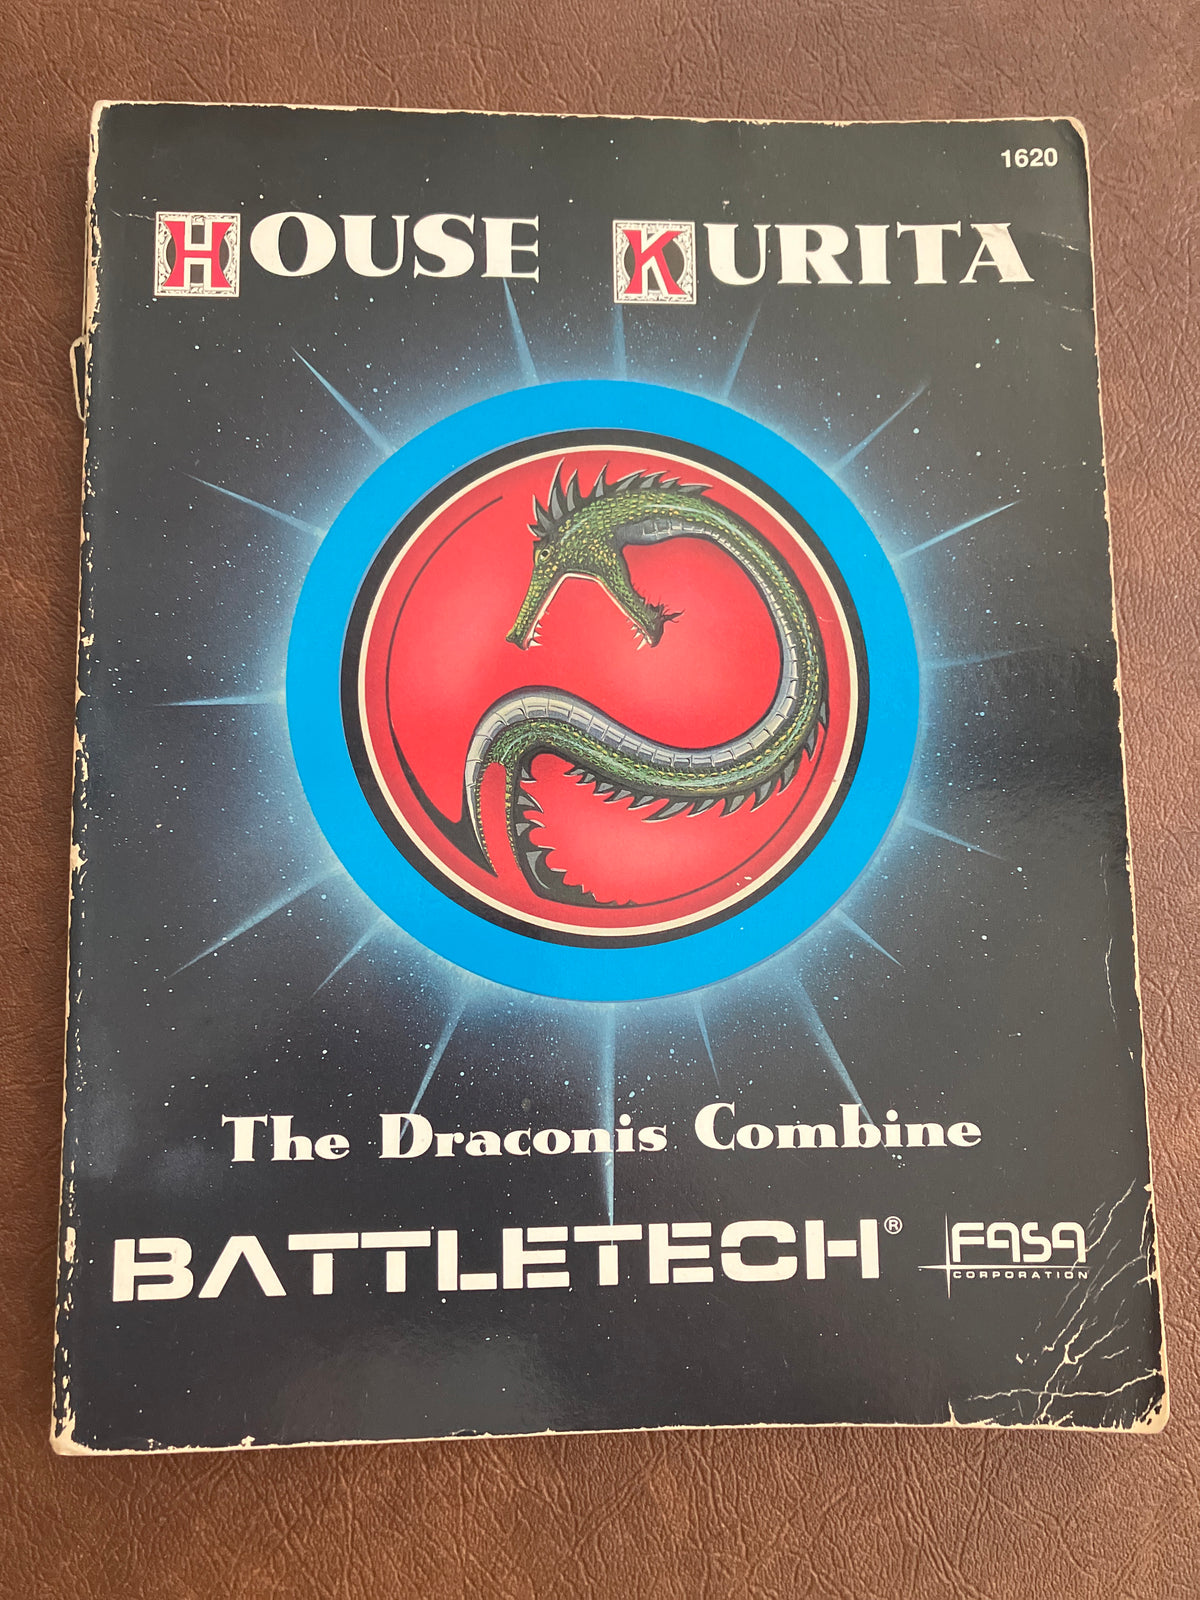 1620
HOUSE KURITA
The Draconis Combine
BATTLETECH®
FASA
CORPORATION